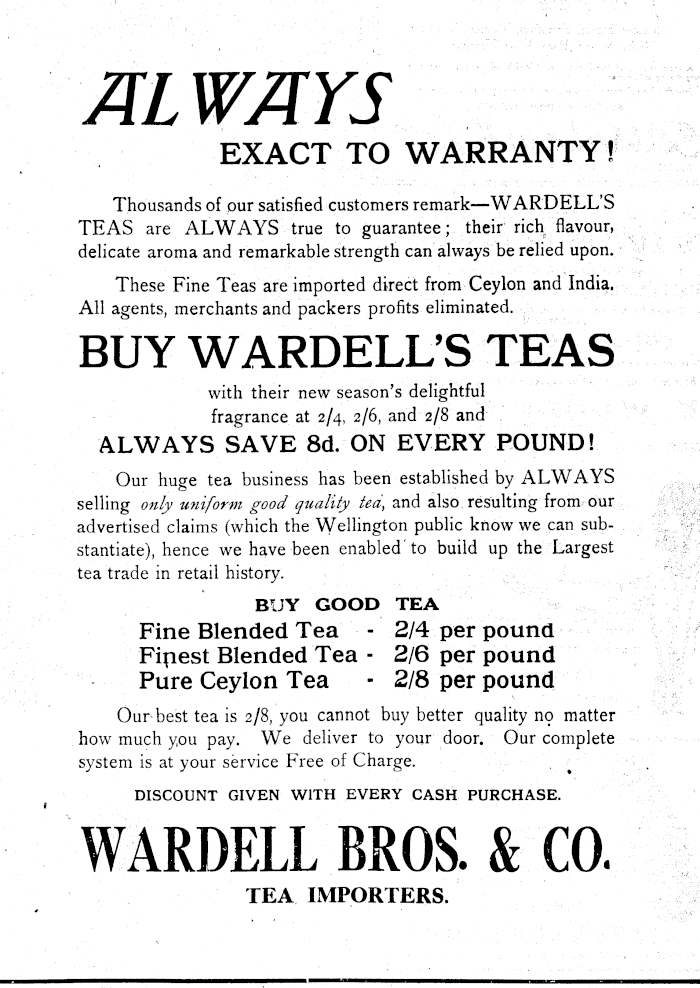 ALWAYS
EXACT TO WARRANTY!
Thousands of our satisfied customers remark—WARDELL'S
TEAS are ALWAYS true to guarantee; their rich flavour,
delicate aroma and remarkable strength can always be relied upon.
These Fine Teas are imported direct from Ceylon and India.
All agents, merchants and packers profits eliminated.
BUY WARDELL'S TEAS
with their new season's delightful
fragrance at 2/4, 2/6, and 2/8 and
ALWAYS SAVE 8d. ON EVERY POUND!
Our huge tea business has been established by ALWAYS
selling only uniform good quality tea, and also resulting from our
advertised claims (which the Wellington public know we can sub-
stantiate), hence we have been enabled to build up the Largest
tea trade in retail history.
BUY GOOD TEA
Fine Blended Tea - 2/4 per pound
Finest Blended Tea - 2/6 per pound
Pure Ceylon Tea - 2/8 per pound
Our best tea is 2/8, you cannot buy better quality no matter
how much you pay. We deliver to your door. Our complete
system is at your service Free of Charge.
DISCOUNT GIVEN WITH EVERY CASH PURCHASE.
WARDELL BROS. & CO.
TEA IMPORTERS.